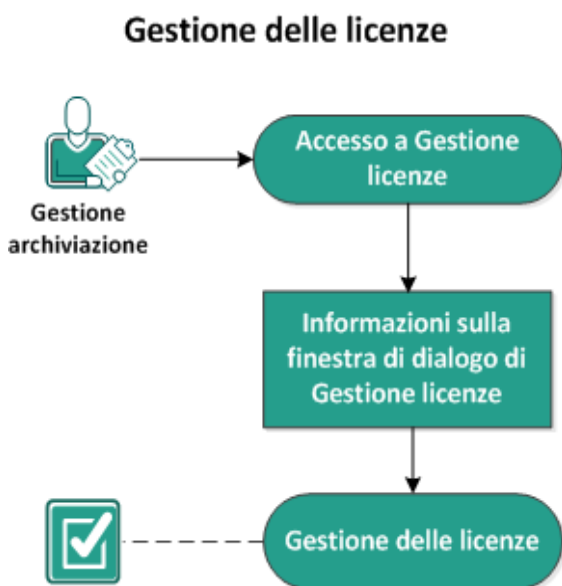 Gestione delle licenze
Accesso a Gestione
licenze
Gestione
archiviazione
Informazioni sulla
finestra di dialogo di
Gestione licenze
Gestione delle licenze